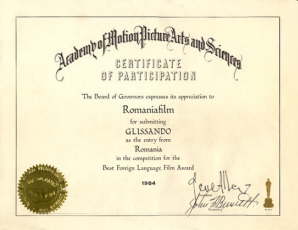 Academy of Motion Picture Arts and Sciences
CERTIFICATE
OF PARTICIPATION
The Board of Governors expresses its appreciation to
Romaniafilm
for submitting
GLISSANDO
as the entry from
Romania
in the competition for the
Best Foreign Language Film Award
1984